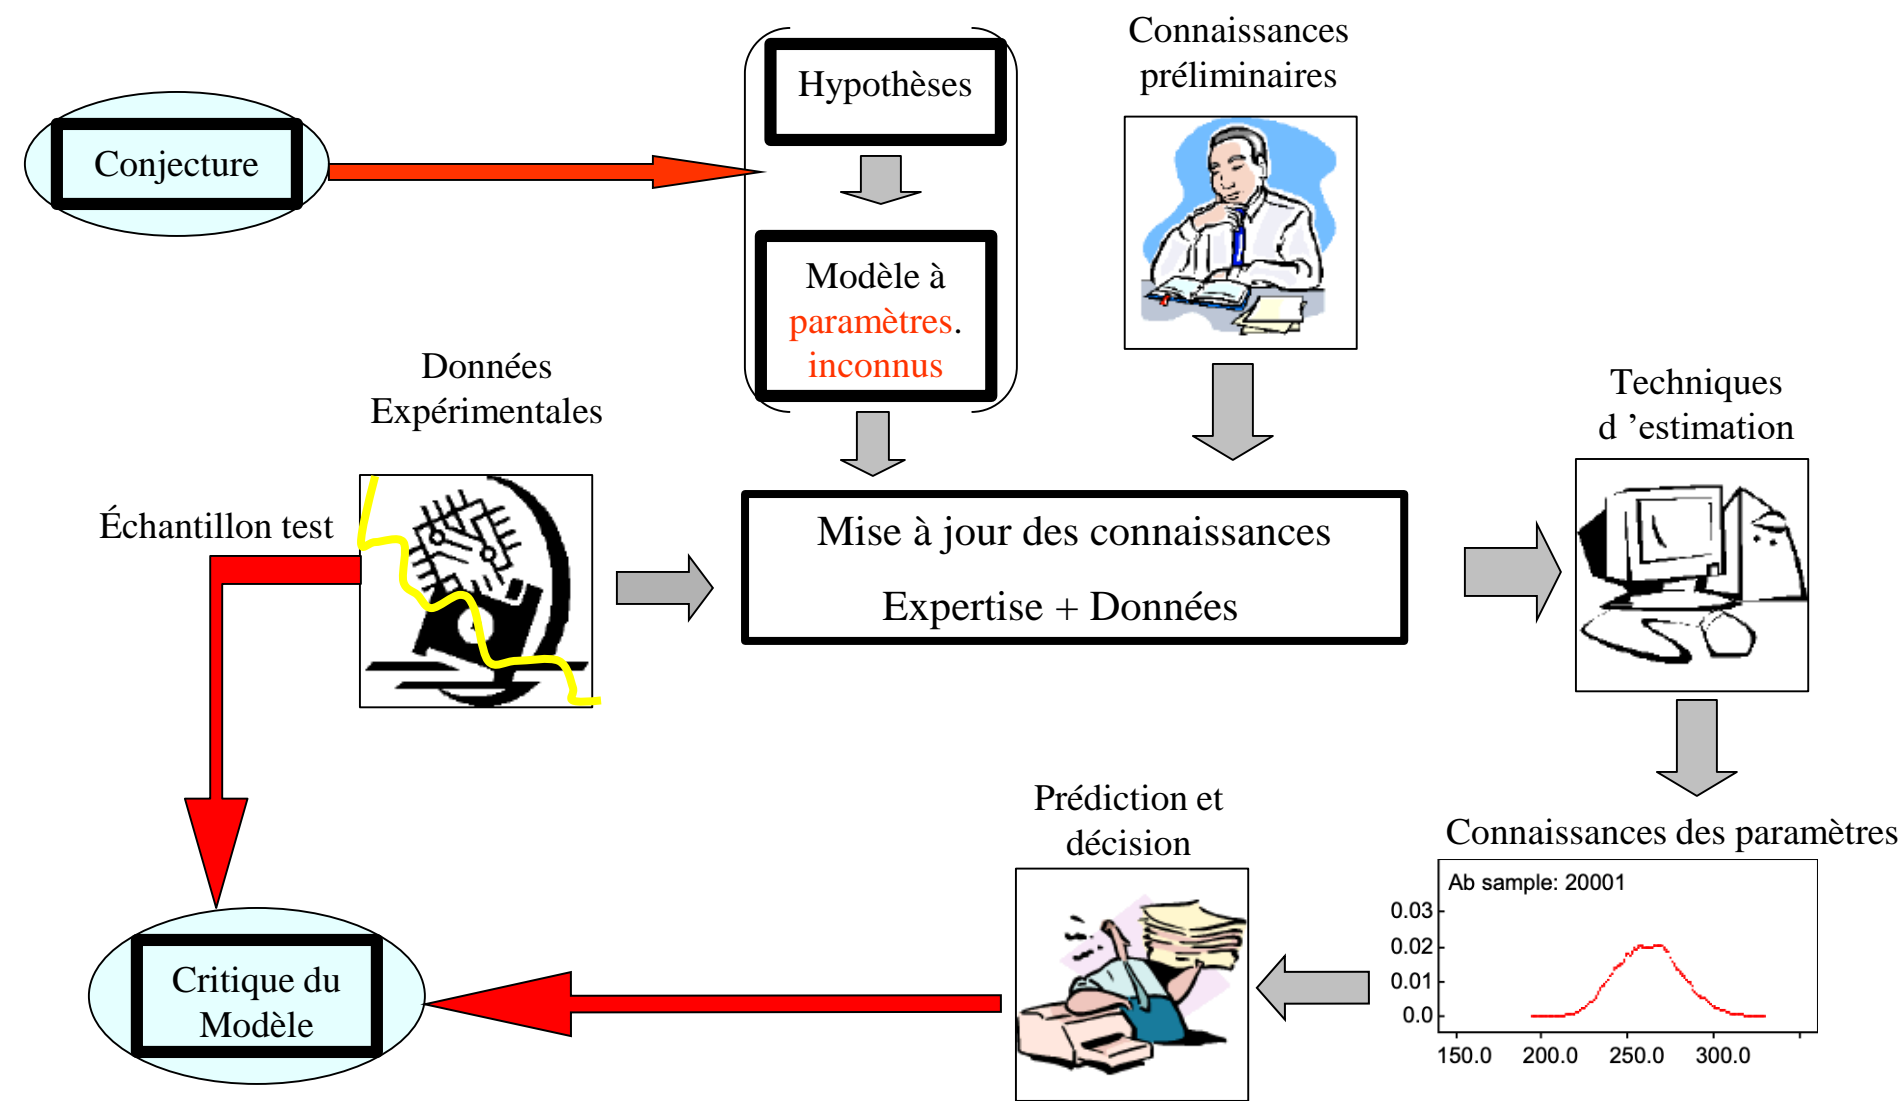 Connaissances
préliminaires
Hypothèses
Conjecture
Modèle à
paramètres.
inconnus
Données
Expérimentales
Techniques
d ’estimation
Échantillon test
Mise à jour des connaissances
Expertise + Données
Prédiction et
décision
Connaissances des paramètres
Ab sample: 20001
0.03
0.02
0.01
0.0
150.0 200.0 250.0 300.0
Critique du
Modèle